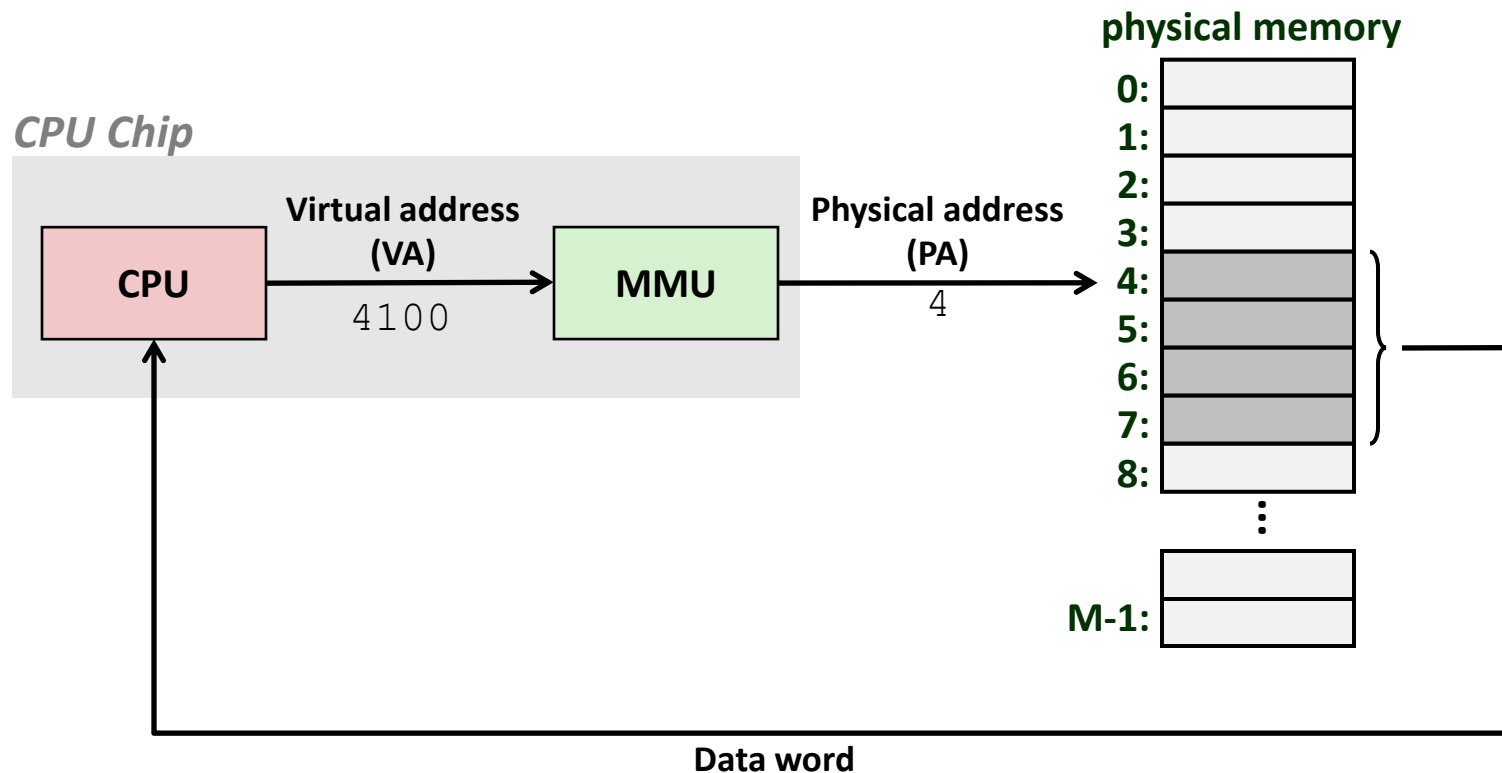 physical memory
CPU Chip
CPU
Virtual address
(VA)
4100
MMU
Physical address
(PA)
4
0:
1:
2:
3:
4:
5:
6:
7:
8:
...
M-1:
Data word